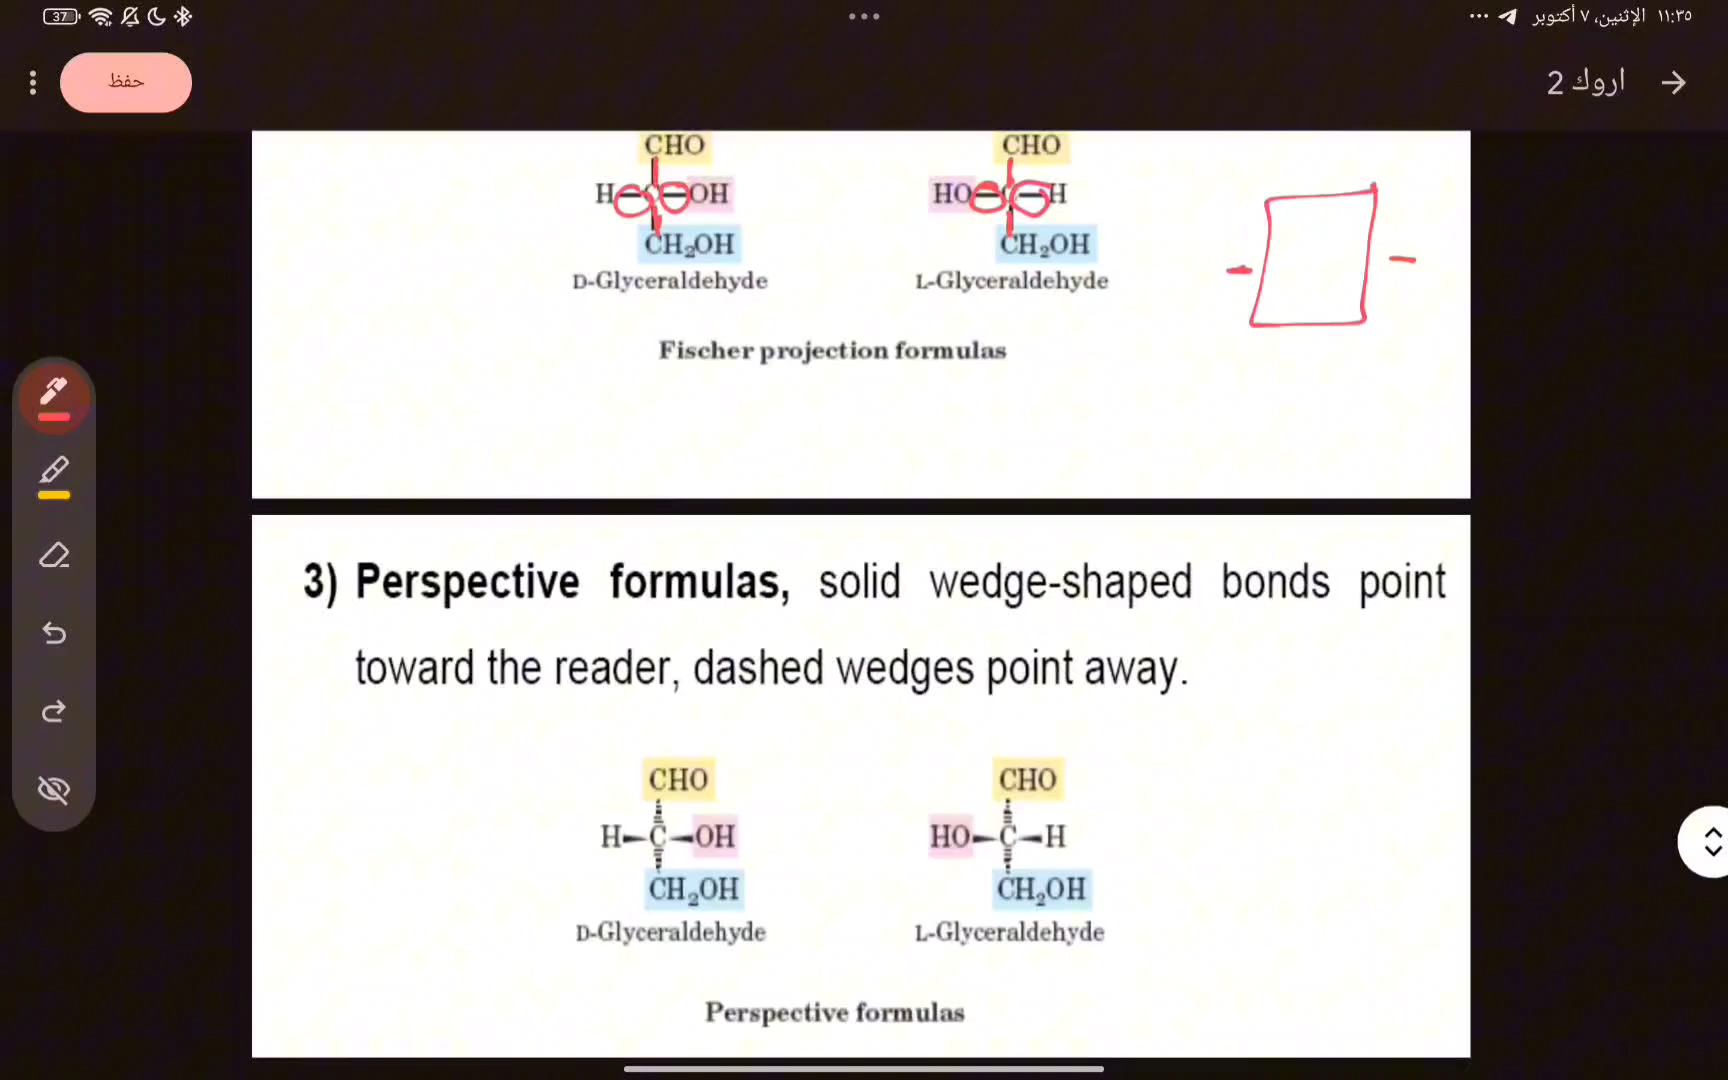 37
١١:٣٥ الإثنين، ٧ أكتوبر
حفظ
اروك 2
CHO CHO
H C OH HO C H
CH₂OH CH₂OH
D-Glyceraldehyde L-Glyceraldehyde
Fischer projection formulas
3) Perspective formulas, solid wedge-shaped bonds point
toward the reader, dashed wedges point away.
CHO CHO
H C OH HO C H
CH₂OH CH₂OH
D-Glyceraldehyde L-Glyceraldehyde
Perspective formulas